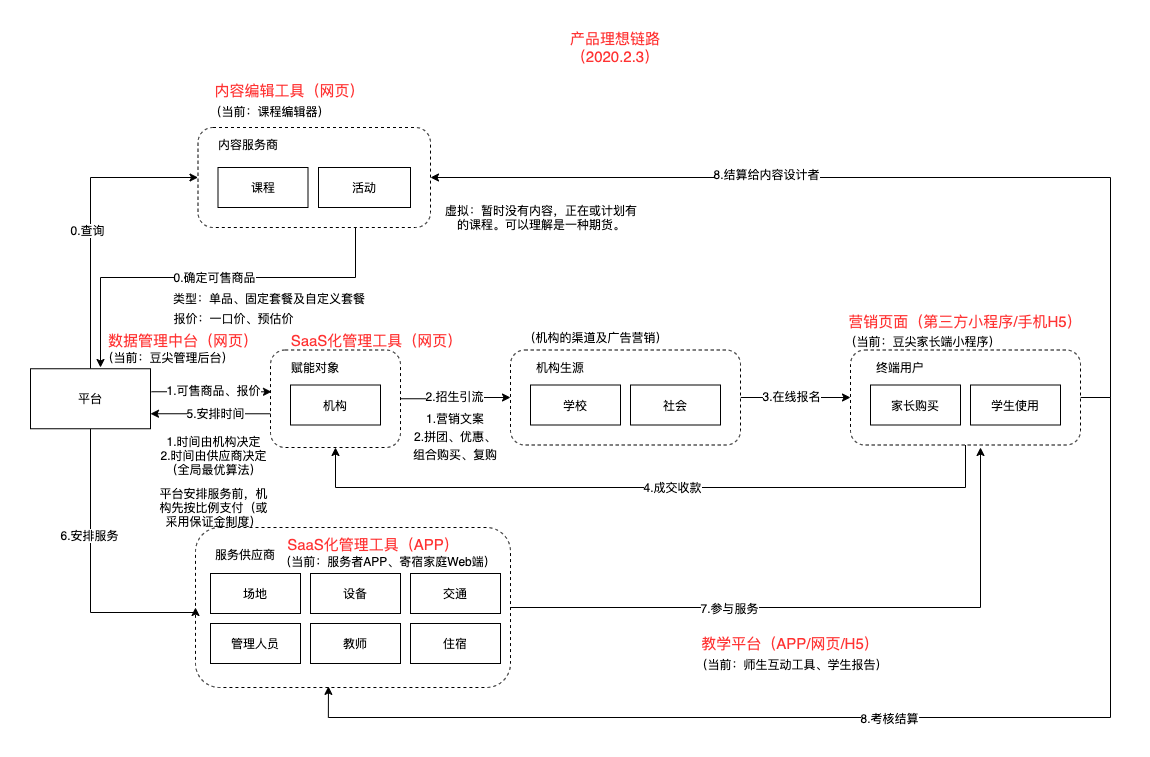 产品理想链路
（2020.2.3）
内容编辑工具（网页）
（当前：课程编辑器）
内容服务商
课程
活动
8.结算给内容设计者
虚拟：暂时没有内容，正在或计划有
的课程。可以理解是一种期货。
0.查询
0.确定可售商品
类型：单品、固定套餐及自定义套餐
报价：一口价、预估价
数据管理中台（网页）
（当前：豆尖管理后台）
SaaS化管理工具（网页）
（机构的渠道及广告营销）
营销页面（第三方小程序/手机H5）
（当前：豆尖家长端小程序）
平台
1.可售商品、报价
5.安排时间
赋能对象
机构
2.招生引流
1.营销文案
2.拼团、优惠、
组合购买、复购
机构生源
学校
社会
3.在线报名
终端用户
家长购买
学生使用
1.时间由机构决定
2.时间由供应商决定
（全局最优算法）
4.成交收款
平台安排服务前，机
构先按比例支付（或
采用保证金制度）
6.安排服务
服务供应商
SaaS化管理工具（APP）
（当前：服务者APP、寄宿家庭Web端）
场地
设备
交通
管理人员
教师
住宿
7.参与服务
教学平台（APP/网页/H5）
（当前：师生互动工具、学生报告）
8.考核结算